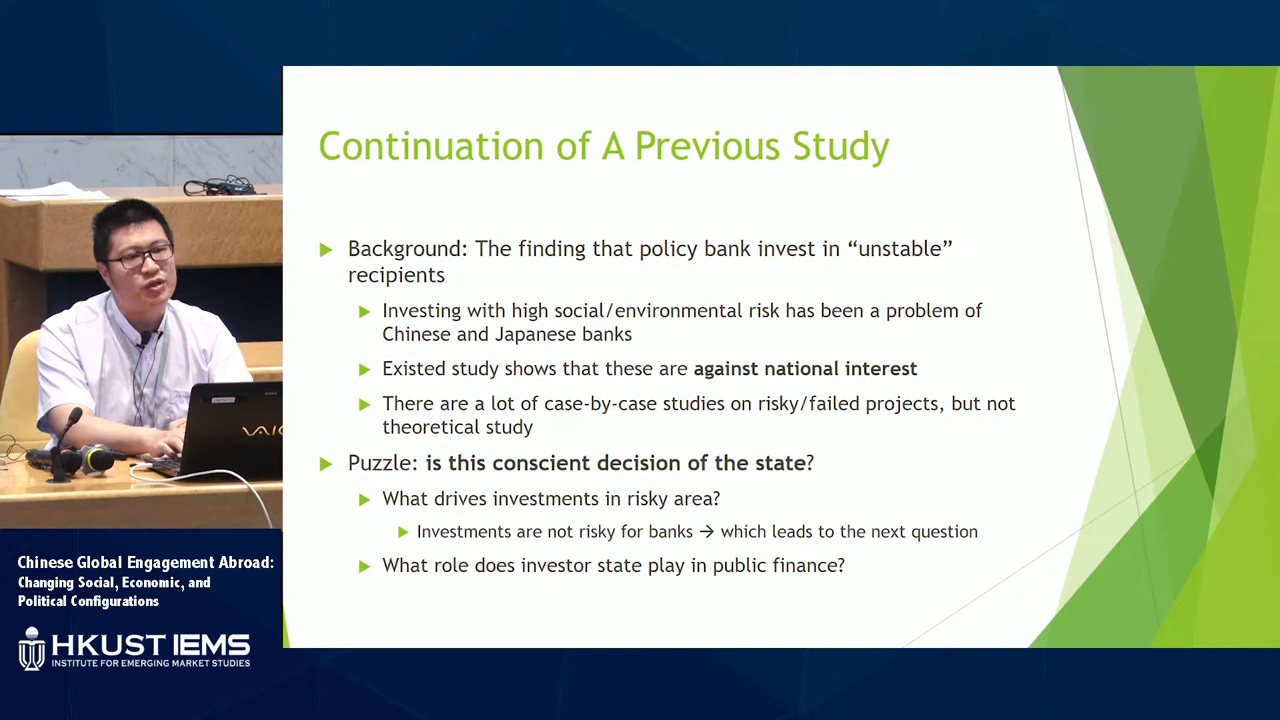 Continuation of A Previous Study
Background: The finding that policy bank invest in “unstable”
recipients
Investing with high social/environmental risk has been a problem of
Chinese and Japanese banks
Existed study shows that these are against national interest
There are a lot of case-by-case studies on risky/failed projects, but not
theoretical study
Puzzle: is this conscient decision of the state?
What drives investments in risky area?
Investments are not risky for banks → which leads to the next question
What role does investor state play in public finance?
VAIO
Chinese Global Engagement Abroad:
Changing Social, Economic, and
Political Configurations
HKUST IEMS
INSTITUTE FOR EMERGING MARKET STUDIES